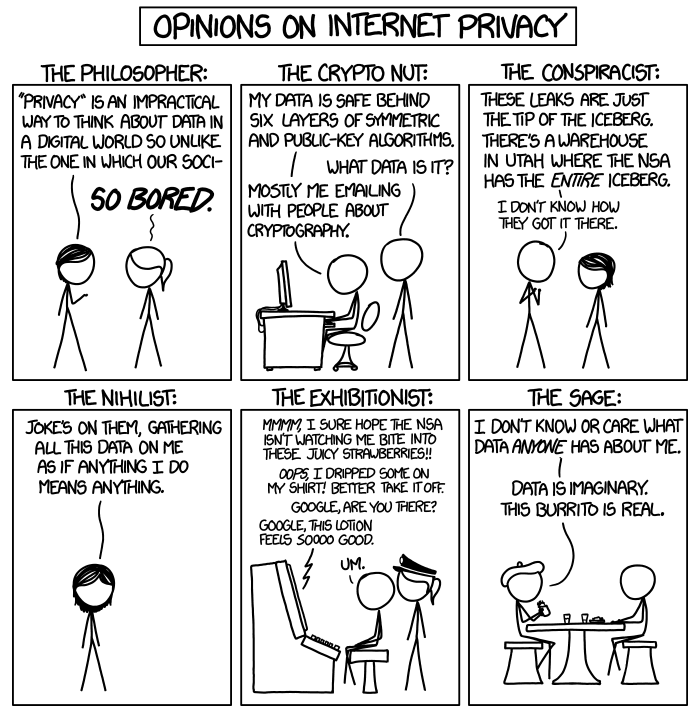 OPINIONS ON INTERNET PRIVACY
THE PHILOSOPHER:
"PRIVACY" IS AN IMPRACTICAL
WAY TO THINK ABOUT DATA IN
A DIGITAL WORLD SO UNLIKE
THE ONE IN WHICH OUR SOCI-
SO BORED.
THE CRYPTO NUT:
MY DATA IS SAFE BEHIND
SIX LAYERS OF SYMMETRIC
AND PUBLIC-KEY ALGORITHMS.
WHAT DATA IS IT?
MOSTLY ME EMAILING
WITH PEOPLE ABOUT
CRYPTOGRAPHY.
THE CONSPIRACIST:
THESE LEAKS ARE JUST
THE TIP OF THE ICEBERG.
THERE'S A WAREHOUSE
IN UTAH WHERE THE NSA
HAS THE ENTIRE ICEBERG.
I DON'T KNOW HOW
THEY GOT IT THERE.
THE NIHILIST:
JOKE'S ON THEM, GATHERING
ALL THIS DATA ON ME
AS IF ANYTHING I DO
MEANS ANYTHING.
THE EXHIBITIONIST:
MMMM, I SURE HOPE THE NSA
ISN'T WATCHING ME BITE INTO
THESE JUICY STRAWBERRIES!!
OOPS, I DRIPPED SOME ON
MY SHIRT! BETTER TAKE IT OFF.
GOOGLE, ARE YOU THERE?
GOOGLE, THIS LOTION
FEELS SOOOO GOOD.
UM.
THE SAGE:
I DON'T KNOW OR CARE WHAT
DATA ANYONE HAS ABOUT ME.
DATA IS IMAGINARY.
THIS BURRITO IS REAL.